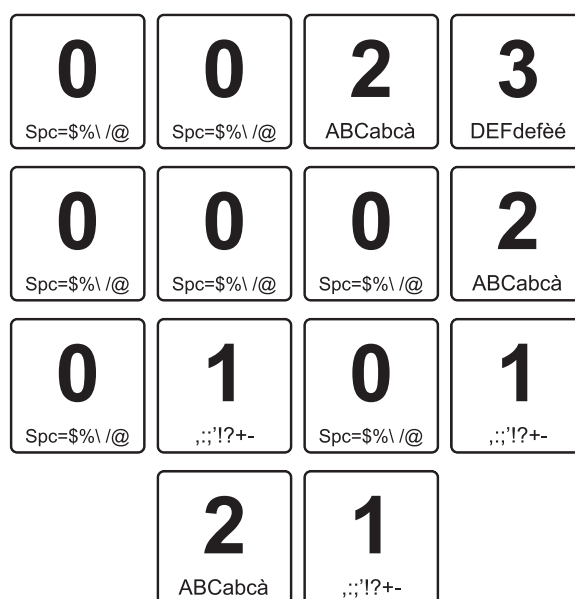 0 0 2 3
Spc=$%\ /@ Spc=$%\ /@ ABCabcà DEFdefèé
0 0 0 2
Spc=$%\ /@ Spc=$%\ /@ Spc=$%\ /@ ABCabcà
0 1 0 1
Spc=$%\ /@ ,:;'!?+- Spc=$%\ /@ ,:;'!?+-
2 1
ABCabcà ,:;'!?+-